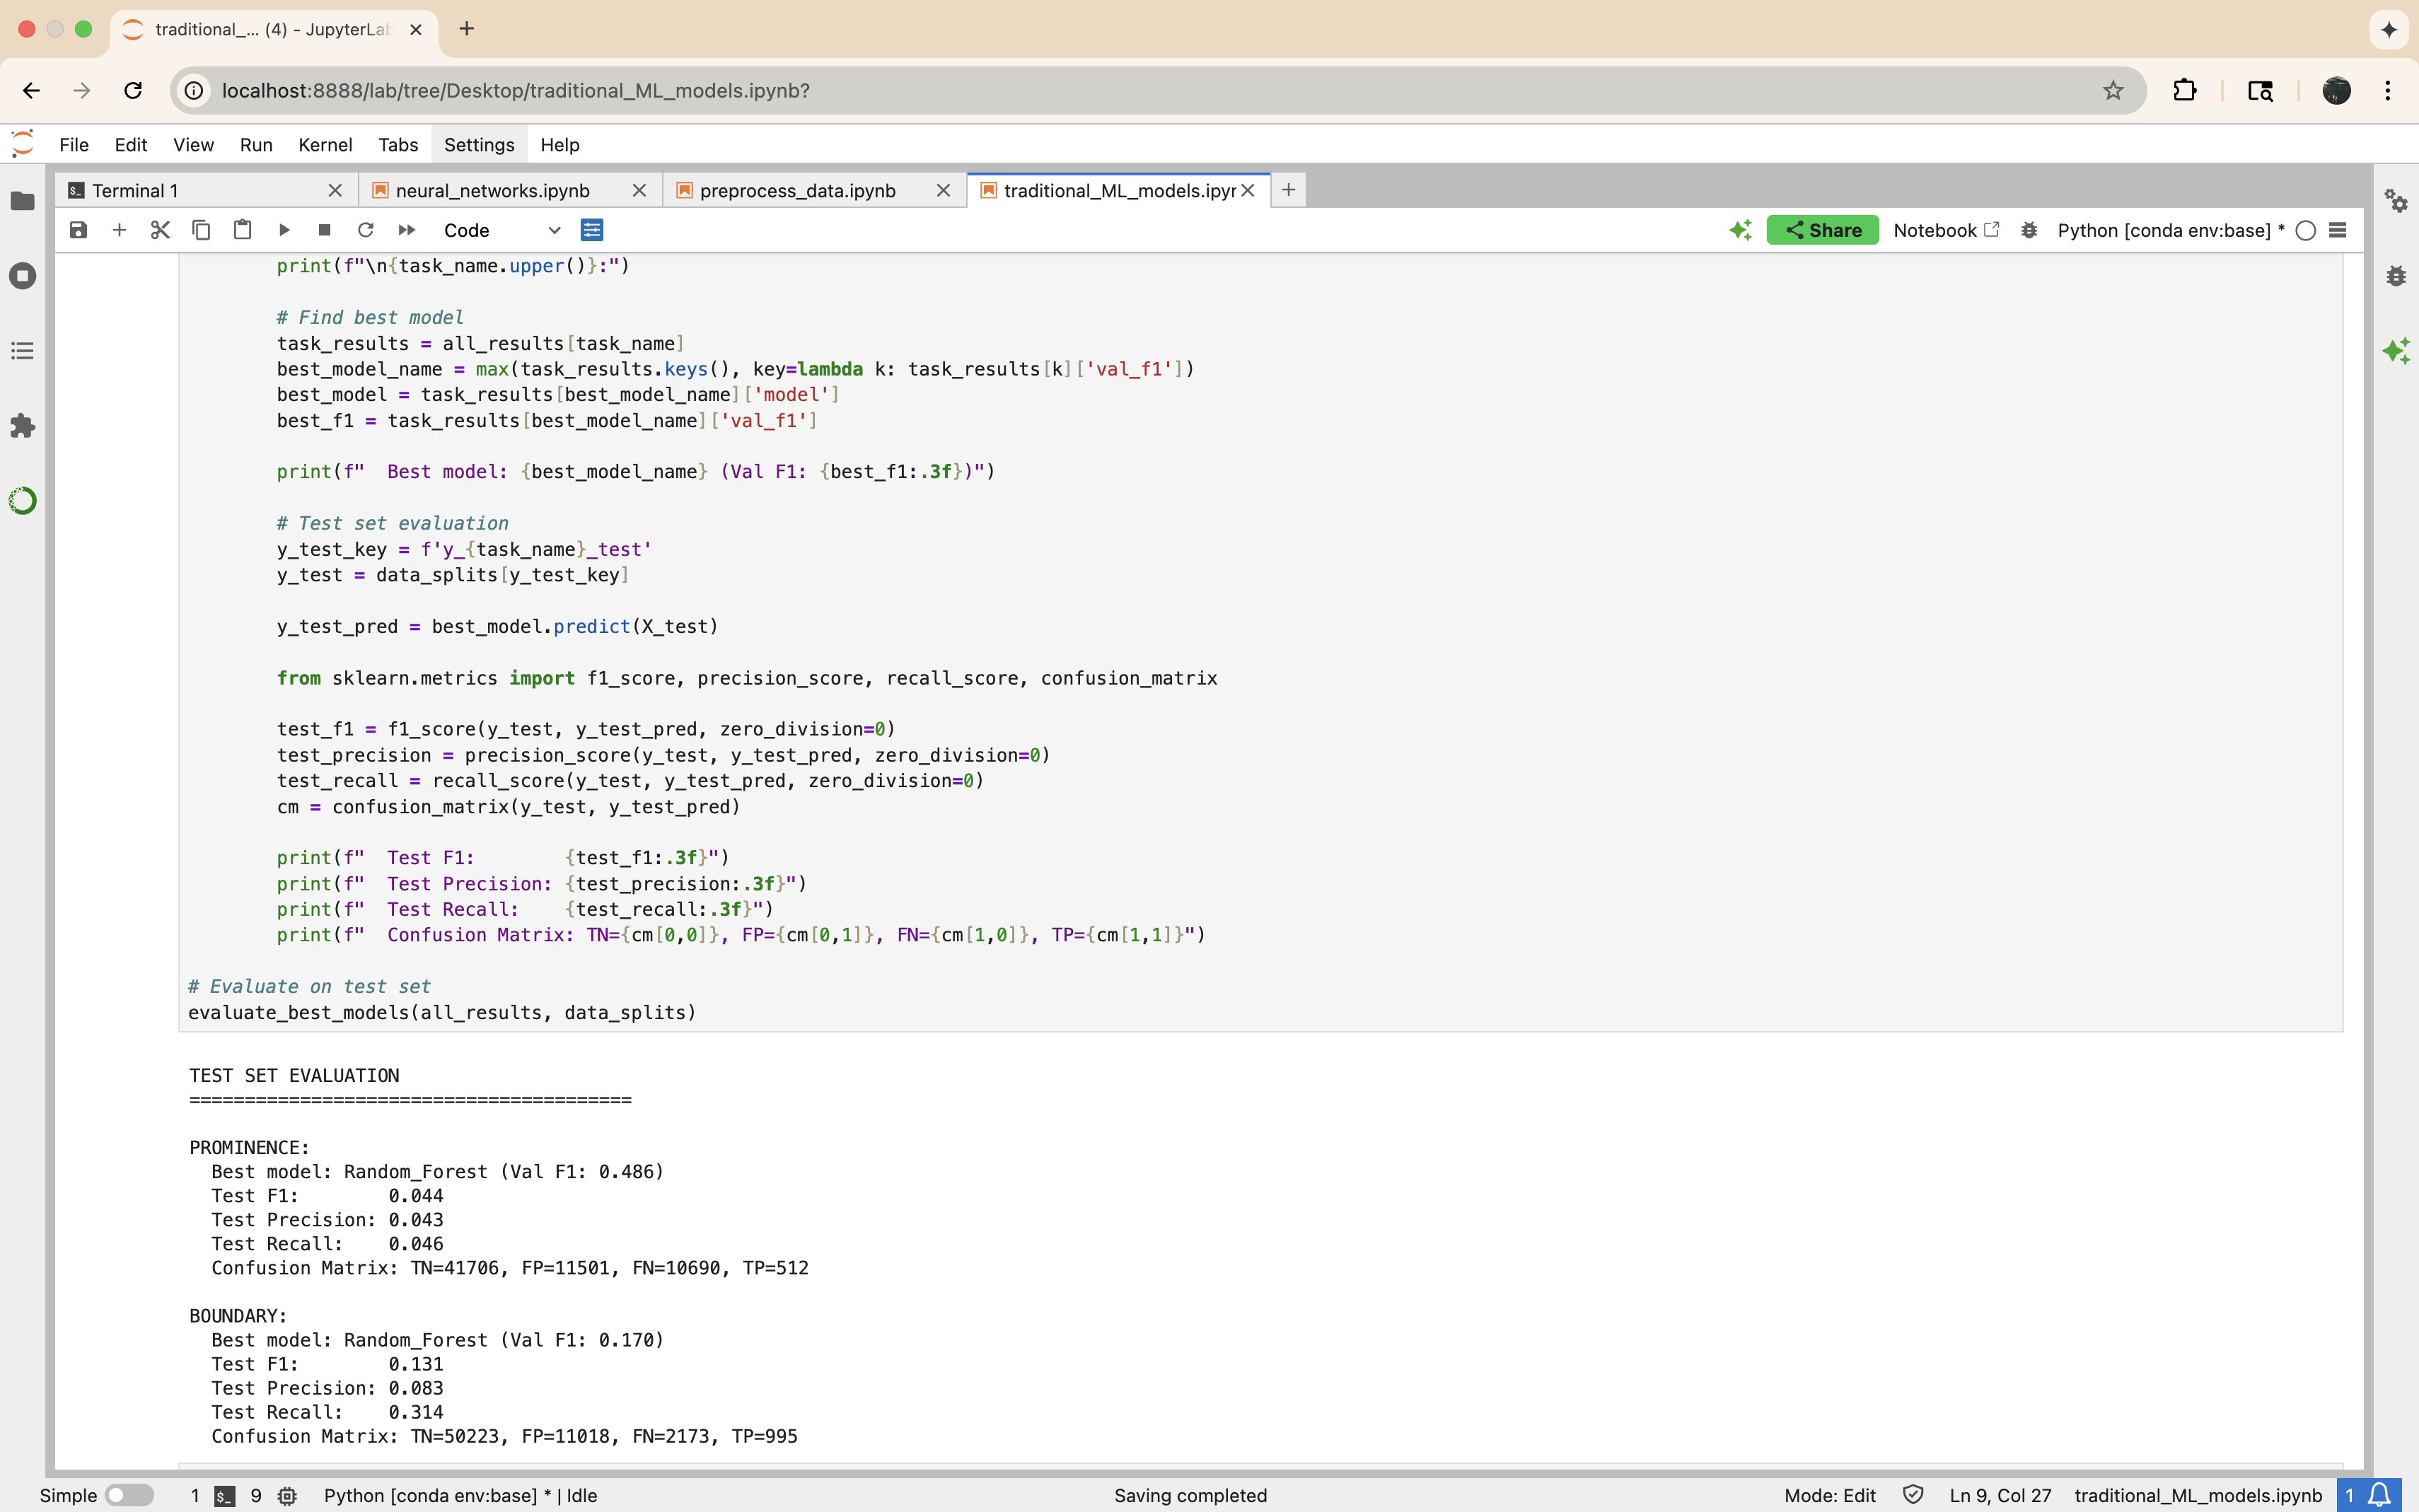 traditional_... (4) - JupyterLab
localhost:8888/lab/tree/Desktop/traditional_ML_models.ipynb?
File Edit View Run Kernel Tabs Settings Help
Terminal 1 neural_networks.ipynb preprocess_data.ipynb traditional_ML_models.ipyr
Code Share Notebook Python [conda env:base] *
print(f"\n{task_name.upper()}:")
# Find best model
task_results = all_results[task_name]
best_model_name = max(task_results.keys(), key=lambda k: task_results[k]['val_f1'])
best_model = task_results[best_model_name]['model']
best_f1 = task_results[best_model_name]['val_f1']
print(f"  Best model: {best_model_name} (Val F1: {best_f1:.3f})")
# Test set evaluation
y_test_key = f'y_{task_name}_test'
y_test = data_splits[y_test_key]
y_test_pred = best_model.predict(X_test)
from sklearn.metrics import f1_score, precision_score, recall_score, confusion_matrix
test_f1 = f1_score(y_test, y_test_pred, zero_division=0)
test_precision = precision_score(y_test, y_test_pred, zero_division=0)
test_recall = recall_score(y_test, y_test_pred, zero_division=0)
cm = confusion_matrix(y_test, y_test_pred)
print(f"  Test F1:        {test_f1:.3f}")
print(f"  Test Precision: {test_precision:.3f}")
print(f"  Test Recall:    {test_recall:.3f}")
print(f"  Confusion Matrix: TN={cm[0,0]}, FP={cm[0,1]}, FN={cm[1,0]}, TP={cm[1,1]}")
# Evaluate on test set
evaluate_best_models(all_results, data_splits)
TEST SET EVALUATION
========================================
PROMINENCE:
Best model: Random_Forest (Val F1: 0.486)
Test F1:        0.044
Test Precision: 0.043
Test Recall:    0.046
Confusion Matrix: TN=41706, FP=11501, FN=10690, TP=512
BOUNDARY:
Best model: Random_Forest (Val F1: 0.170)
Test F1:        0.131
Test Precision: 0.083
Test Recall:    0.314
Confusion Matrix: TN=50223, FP=11018, FN=2173, TP=995
Simple 1 $_ 9 Python [conda env:base] * | Idle Saving completed Mode: Edit Ln 9, Col 27 traditional_ML_models.ipynb 1